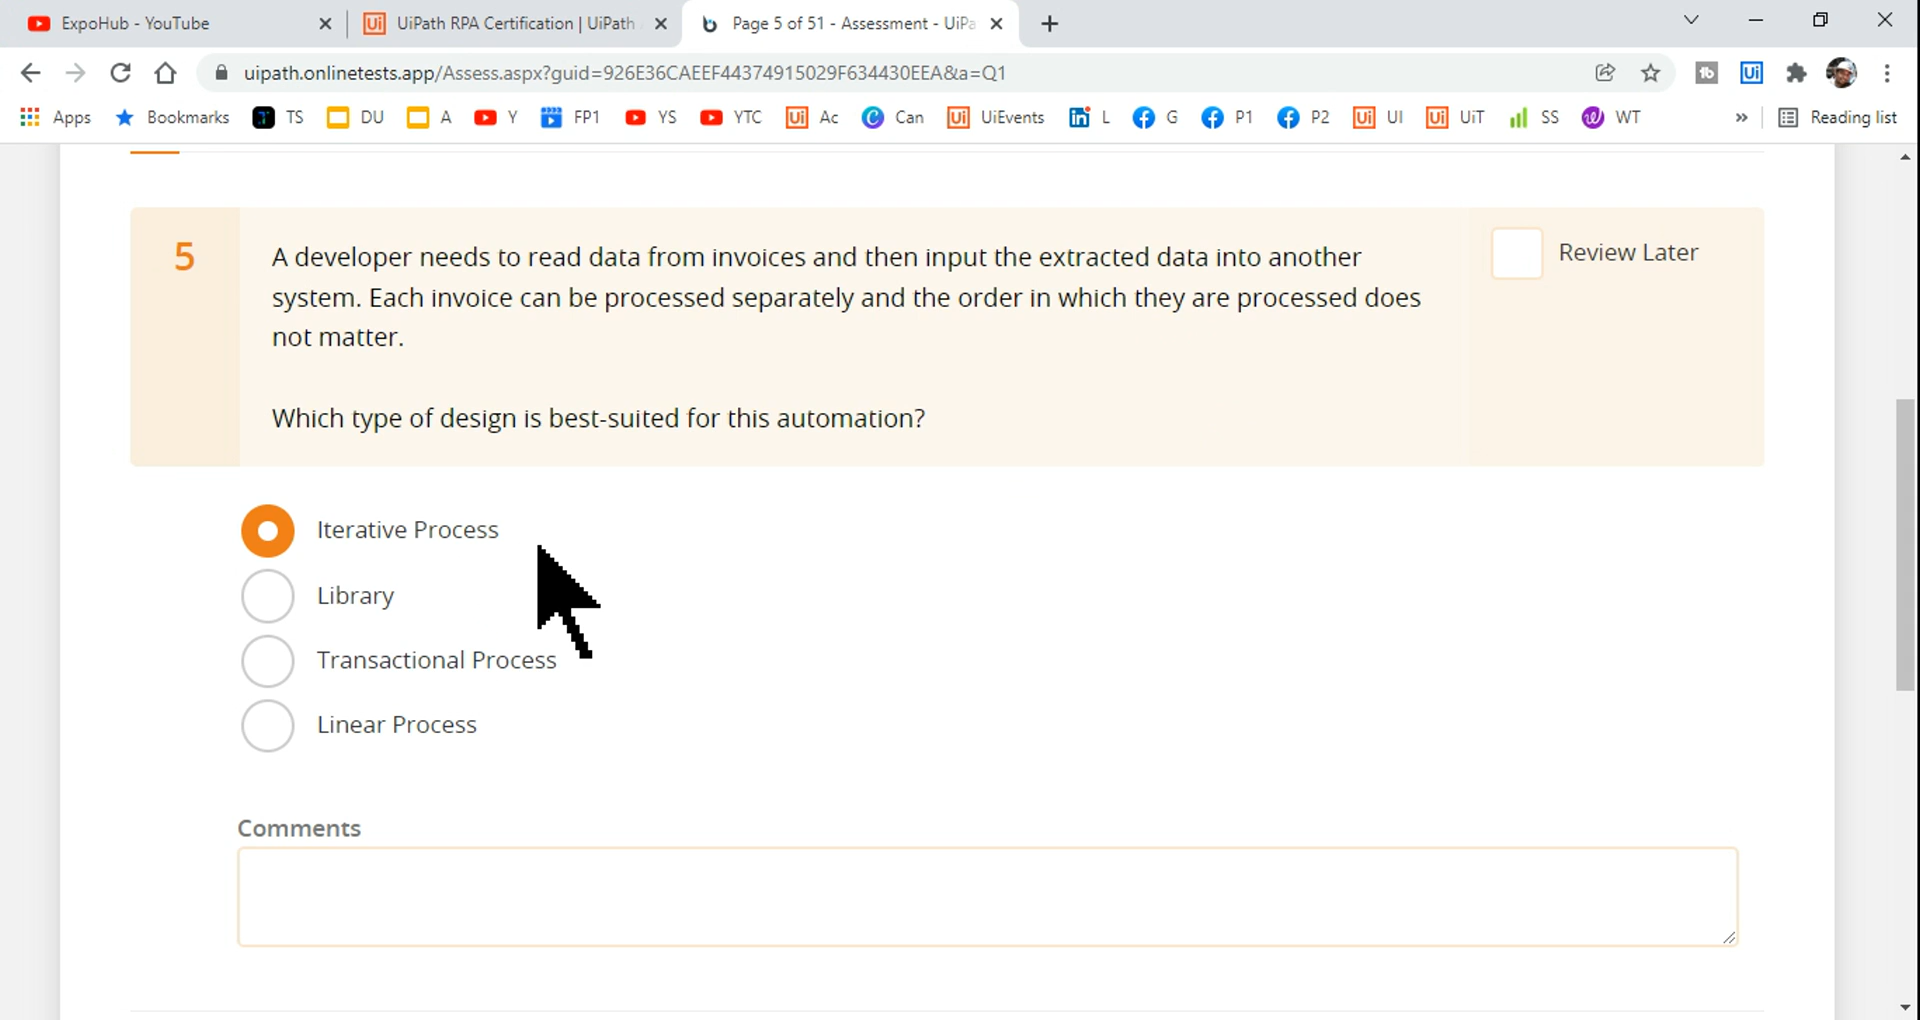 ExpoHub - YouTube
UiPath RPA Certification | UiPath
Page 5 of 51 - Assessment - UiPa
uipath.onlinetests.app/Assess.aspx?guid=926E36CAEEF44374915029F634430EEA&a=Q1
Apps Bookmarks TS DU A Y FP1 YS YTC Ac Can UiEvents L G P1 P2 UI UiT SS WT » Reading list
5
A developer needs to read data from invoices and then input the extracted data into another
system. Each invoice can be processed separately and the order in which they are processed does
not matter.
Which type of design is best-suited for this automation?
Review Later
Iterative Process
Library
Transactional Process
Linear Process
Comments